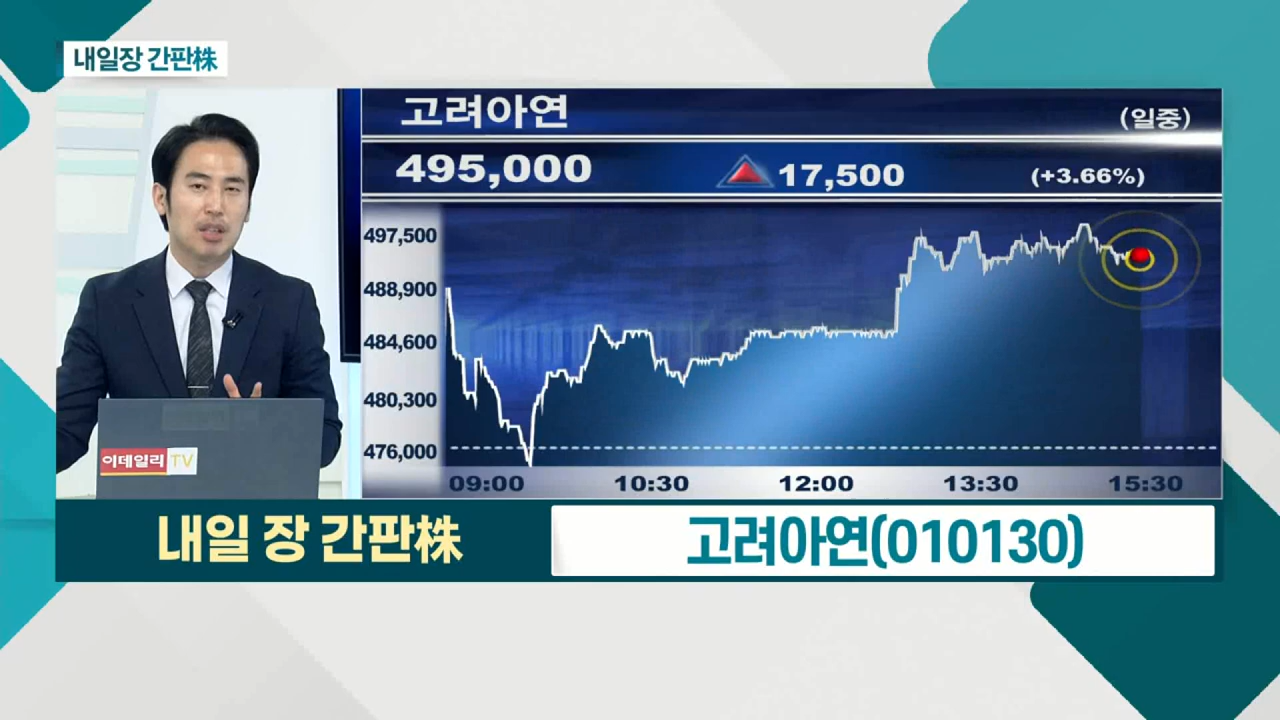 내일장 간판株
고려아연
(일중)
495,000 ▲ 17,500 (+3.66%)
497,500
488,900
484,600
480,300
476,000
09:00 10:30 12:00 13:30 15:30
이데일리 TV
내일 장 간판株
고려아연(010130)